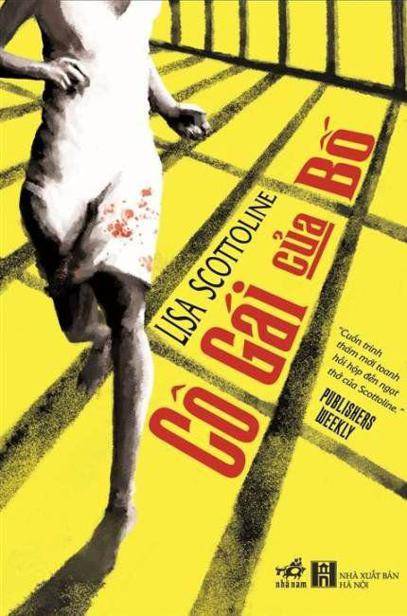 LISA SCOTTOLINE
Cô Gái của Bố
"Cuốn trinh
thám mới toanh
hồi hộp đến ngạt
thở của Scottoline."
PUBLISHERS
WEEKLY
nhã nam
NHÀ XUẤT BẢN
HÀ NỘI